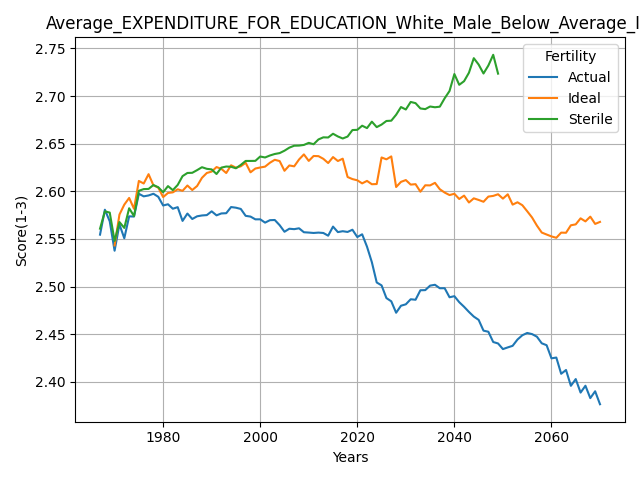 Average_EXPENDITURE_FOR_EDUCATION_White_Male_Below_Average_I
Score(1-3)
2.75
2.70
2.65
2.60
2.55
2.50
2.45
2.40
Fertility
Actual
Ideal
Sterile
1980 2000 2020 2040 2060
Years